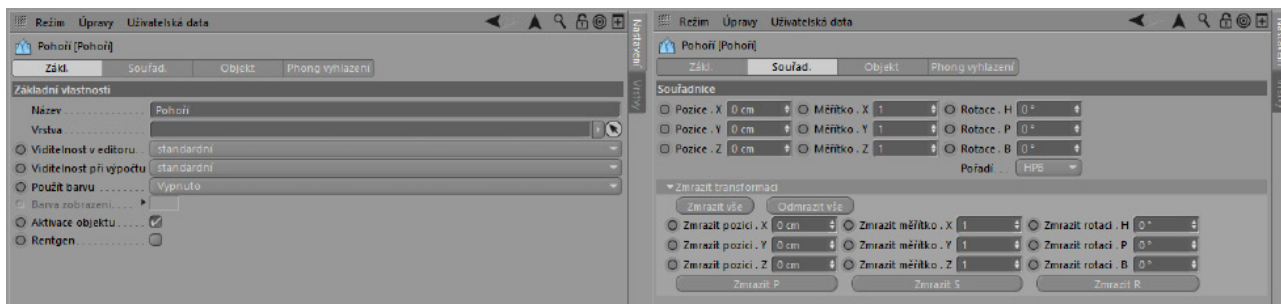 Režim Úpravy Uživatelská data
Pohoří [Pohoří]
Zákl. Souřad. Objekt Phong vyhlazení
Základní vlastnosti
Název Pohoří
Vrstva
Viditelnost v editoru standardní
Viditelnost při výpočtu standardní
Použít barvu Vypnuto
Barva zobrazení
Aktivace objektu
Rentgen
Nastavení
Vrstvy
Režim Úpravy Uživatelská data
Pohoří [Pohoří]
Zákl. Souřad. Objekt Phong vyhlazení
Souřadnice
Pozice . X 0 cm Měřítko . X 1 Rotace . H 0 °
Pozice . Y 0 cm Měřítko . Y 1 Rotace . P 0 °
Pozice . Z 0 cm Měřítko . Z 1 Rotace . B 0 °
Pořadí HPB
Zmrazit transformaci
Zmrazit vše Odmrazit vše
Zmrazit pozici . X 0 cm Zmrazit měřítko . X 1 Zmrazit rotaci . H 0 °
Zmrazit pozici . Y 0 cm Zmrazit měřítko . Y 1 Zmrazit rotaci . P 0 °
Zmrazit pozici . Z 0 cm Zmrazit měřítko . Z 1 Zmrazit rotaci . B 0 °
Zmrazit P Zmrazit S Zmrazit R